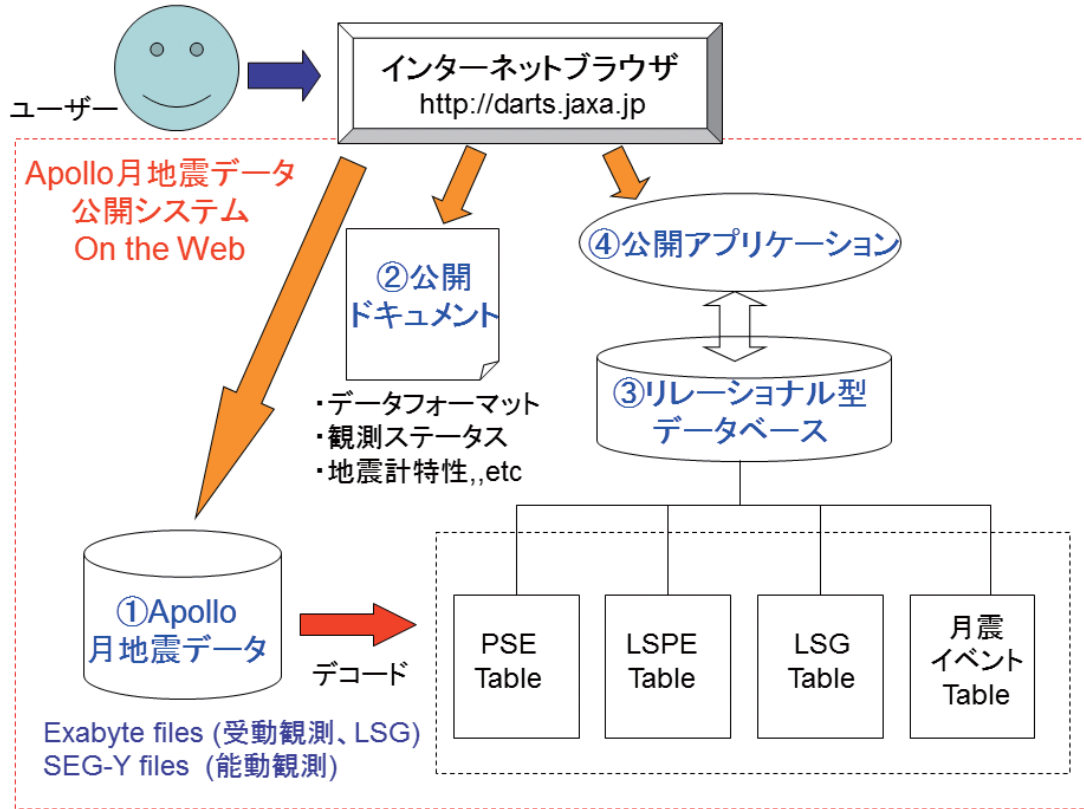 ユーザー
インターネットブラウザ
http://darts.jaxa.jp
Apollo月地震データ
公開システム
On the Web
②公開
ドキュメント
・データフォーマット
・観測ステータス
・地震計特性,,etc
④公開アプリケーション
③リレーショナル型
データベース
①Apollo
月地震データ
デコード
Exabyte files (受動観測、LSG)
SEG-Y files (能動観測)
PSE
Table
LSPE
Table
LSG
Table
月震
イベント
Table